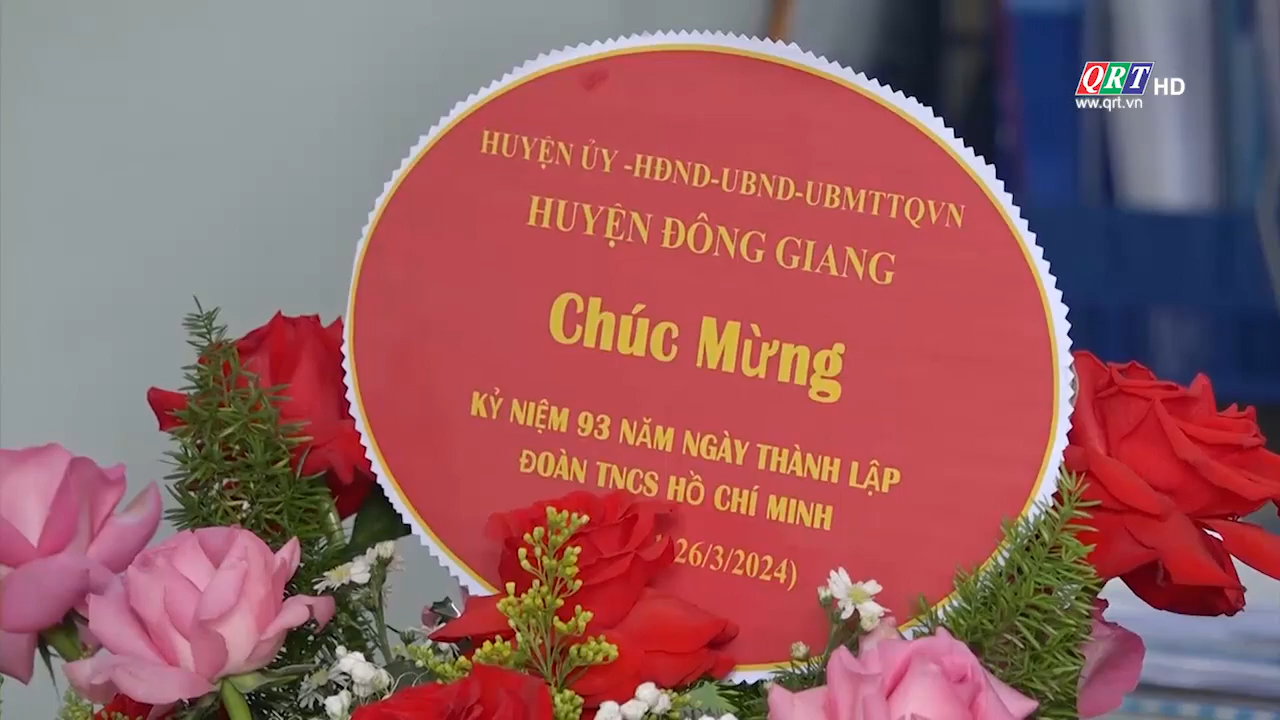 QRT HD
www.qrt.vn
HUYỆN ỦY -HĐND-UBND-UBMTTQVN
HUYỆN ĐÔNG GIANG
Chúc Mừng
KỶ NIỆM 93 NĂM NGÀY THÀNH LẬP
ĐOÀN TNCS HỒ CHÍ MINH
26/3/2024)